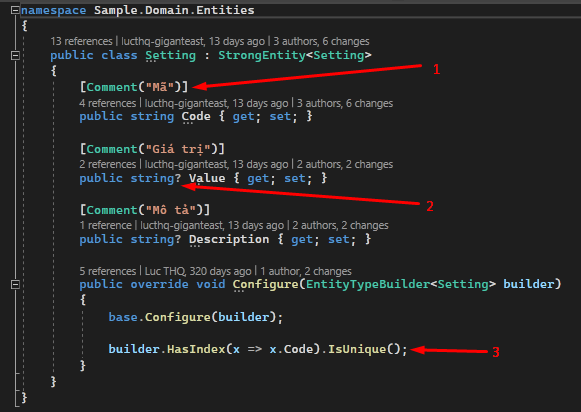 namespace Sample.Domain.Entities
{
13 references | lucthq-giganteast, 13 days ago | 3 authors, 6 changes
public class Setting : StrongEntity<Setting>
{
[Comment("Mã")]
1
4 references | lucthq-giganteast, 13 days ago | 3 authors, 6 changes
public string Code { get; set; }
[Comment("Giá trị")]
2 references | lucthq-giganteast, 13 days ago | 2 authors, 2 changes
public string? Value { get; set; }
2
[Comment("Mô tả")]
1 reference | lucthq-giganteast, 13 days ago | 2 authors, 2 changes
public string? Description { get; set; }
5 references | Luc THQ, 320 days ago | 1 author, 2 changes
public override void Configure(EntityTypeBuilder<Setting> builder)
{
base.Configure(builder);
builder.HasIndex(x => x.Code).IsUnique();
3
}
}
}